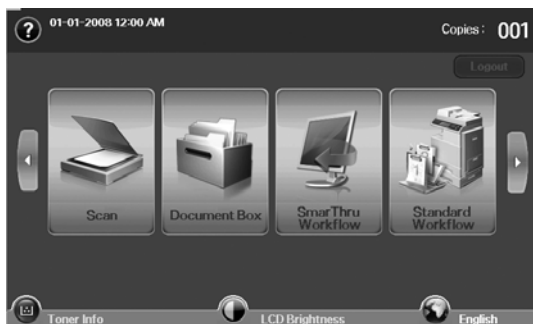 ? 01-01-2008 12:00 AM Copies : 001
Logout
Scan Document Box SmarThru Workflow Standard Workflow
Toner Info LCD Brightness English